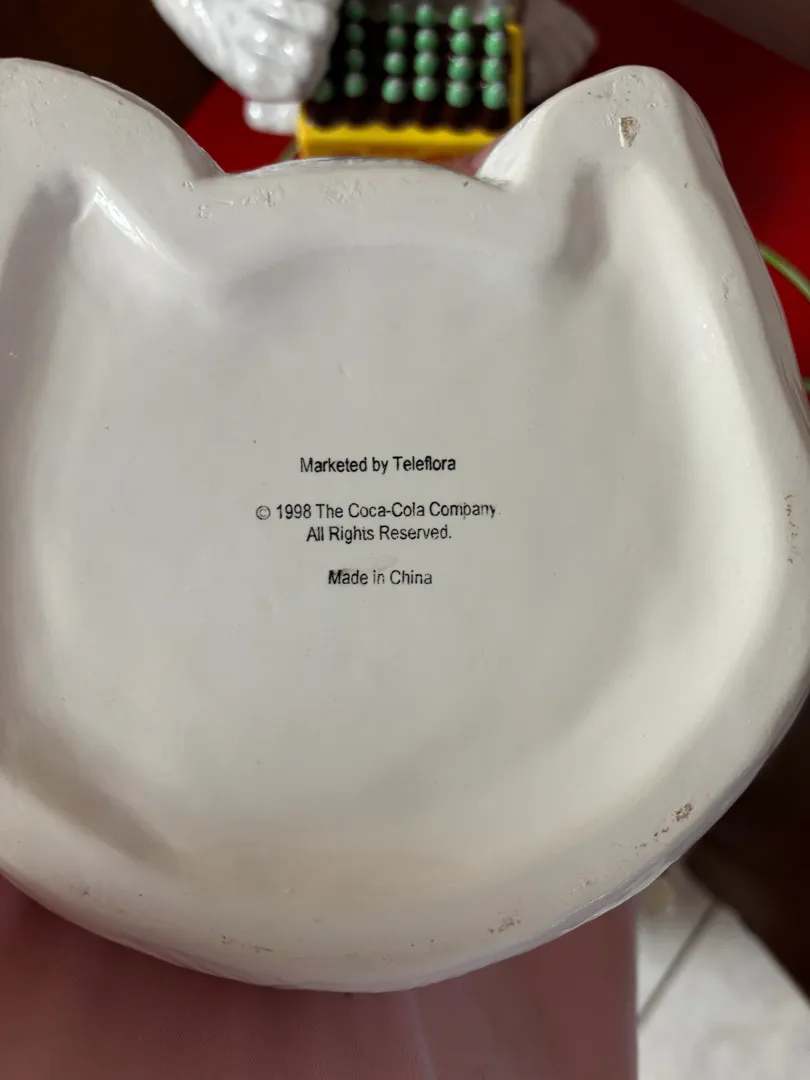 Marketed by Teleflora
© 1998 The Coca-Cola Company.
All Rights Reserved.
Made in China